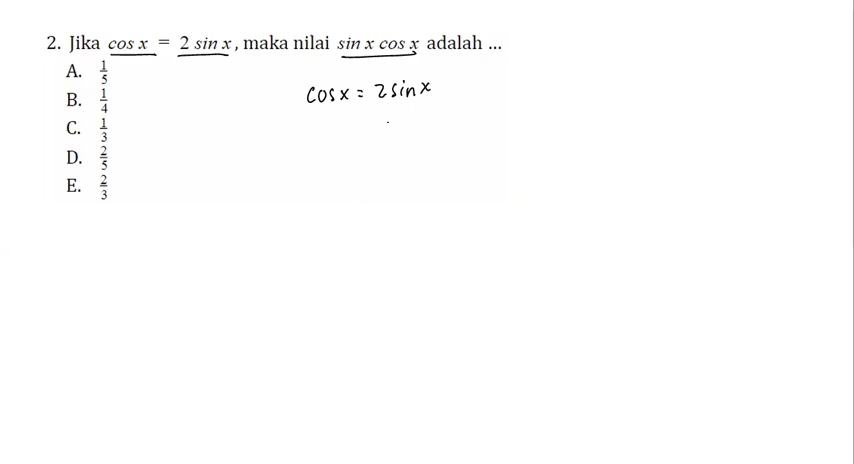 2. Jika cos x = 2 sin x, maka nilai sin x cos x adalah ...
A. 1/5
B. 1/4
C. 1/3
D. 2/5
E. 2/3
cos x = 2 sin x